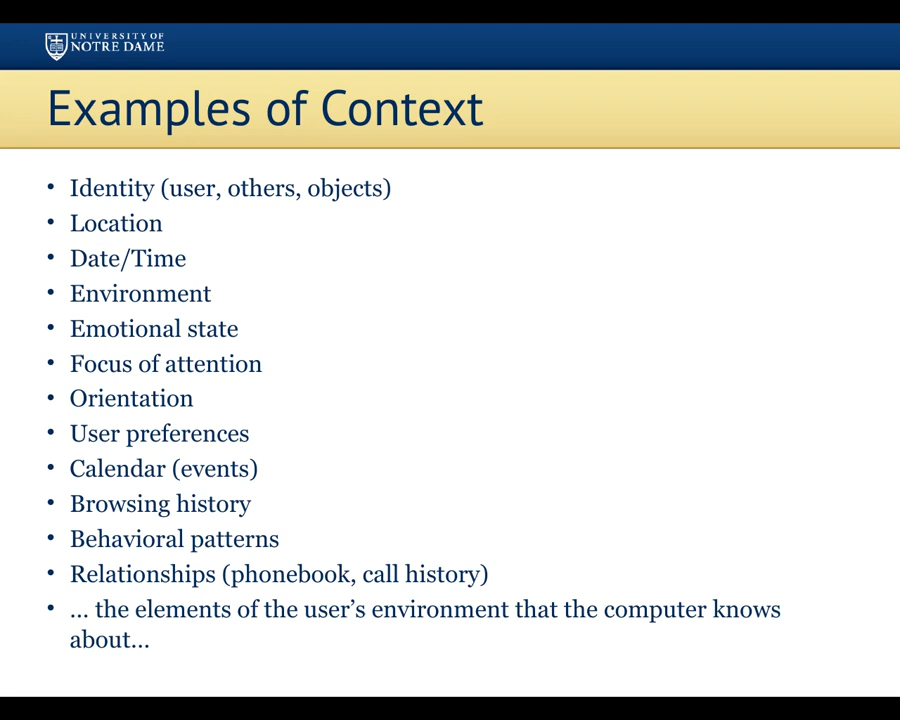 UNIVERSITY OF
NOTRE DAME
Examples of Context
• Identity (user, others, objects)
• Location
• Date/Time
• Environment
• Emotional state
• Focus of attention
• Orientation
• User preferences
• Calendar (events)
• Browsing history
• Behavioral patterns
• Relationships (phonebook, call history)
• … the elements of the user’s environment that the computer knows
about…